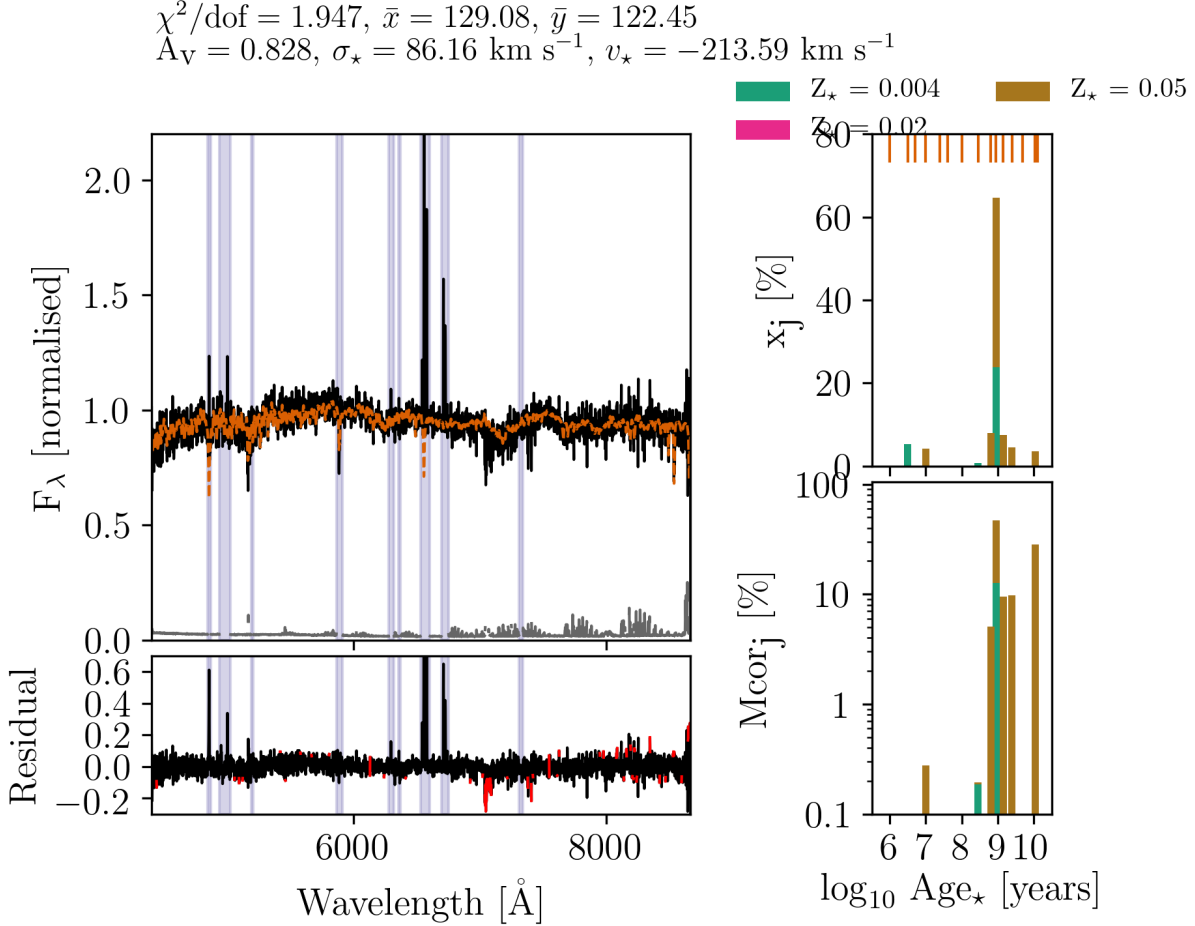 χ²/dof = 1.947, x̄ = 129.08, ȳ = 122.45
A_V = 0.828, σ⋆ = 86.16 km s⁻¹, v⋆ = −213.59 km s⁻¹
Z⋆ = 0.004
Z⋆ = 0.05
Z⋆ = 0.02
F_λ [normalised]
2.0
1.5
1.0
0.5
0.0
Residual
0.6
0.4
0.2
0.0
−0.2
6000
8000
Wavelength [Å]
x_j [%]
80
60
40
20
0
Mcor_j [%]
100
10
1
0.1
6
7
8
9
10
log₁₀ Age⋆ [years]